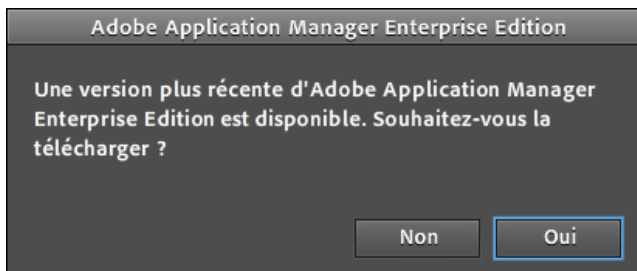 Adobe Application Manager Enterprise Edition
Une version plus récente d'Adobe Application Manager
Enterprise Edition est disponible. Souhaitez-vous la
télécharger ?
Non
Oui